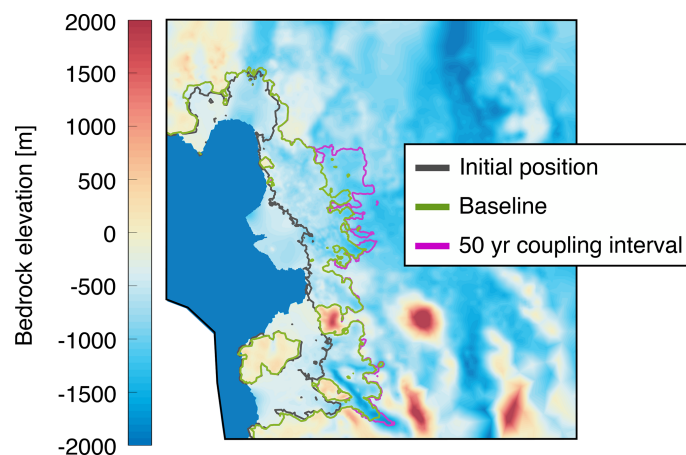 2000
1500
1000
500
0
-500
-1000
-1500
-2000
Bedrock elevation [m]
Initial position
Baseline
50 yr coupling interval